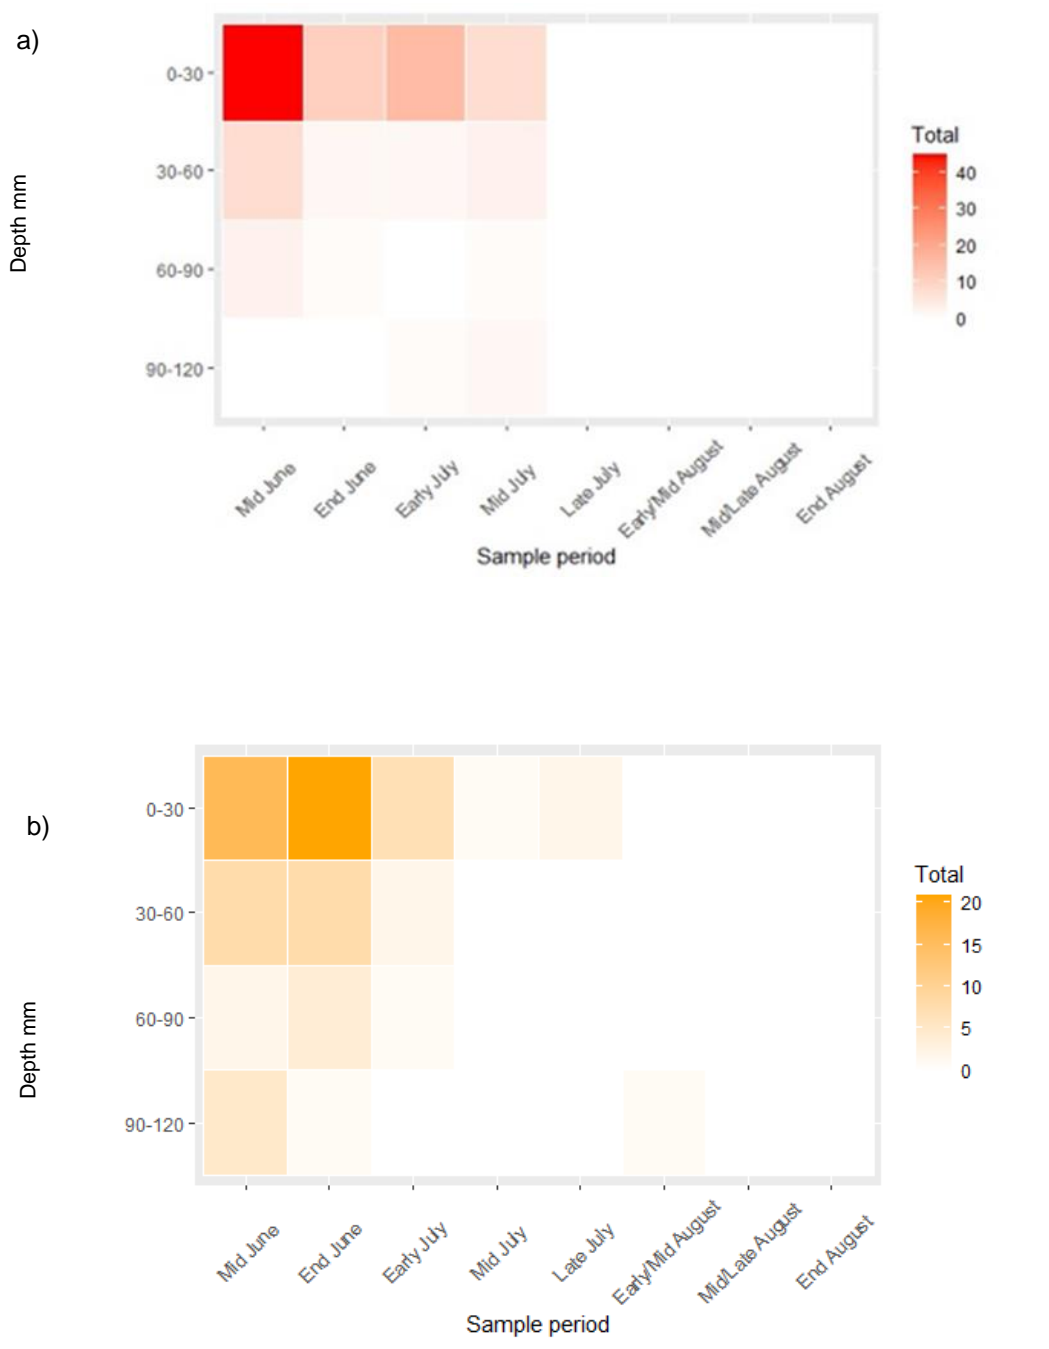 a)
Depth mm
0-30
30-60
60-90
90-120
Mid June
End June
Early July
Mid July
Late July
Early/Mid August
Mid/Late August
End August
Sample period
Total
40
30
20
10
0
b)
Depth mm
0-30
30-60
60-90
90-120
Mid June
End June
Early July
Mid July
Late July
Early/Mid August
Mid/Late August
End August
Sample period
Total
20
15
10
5
0